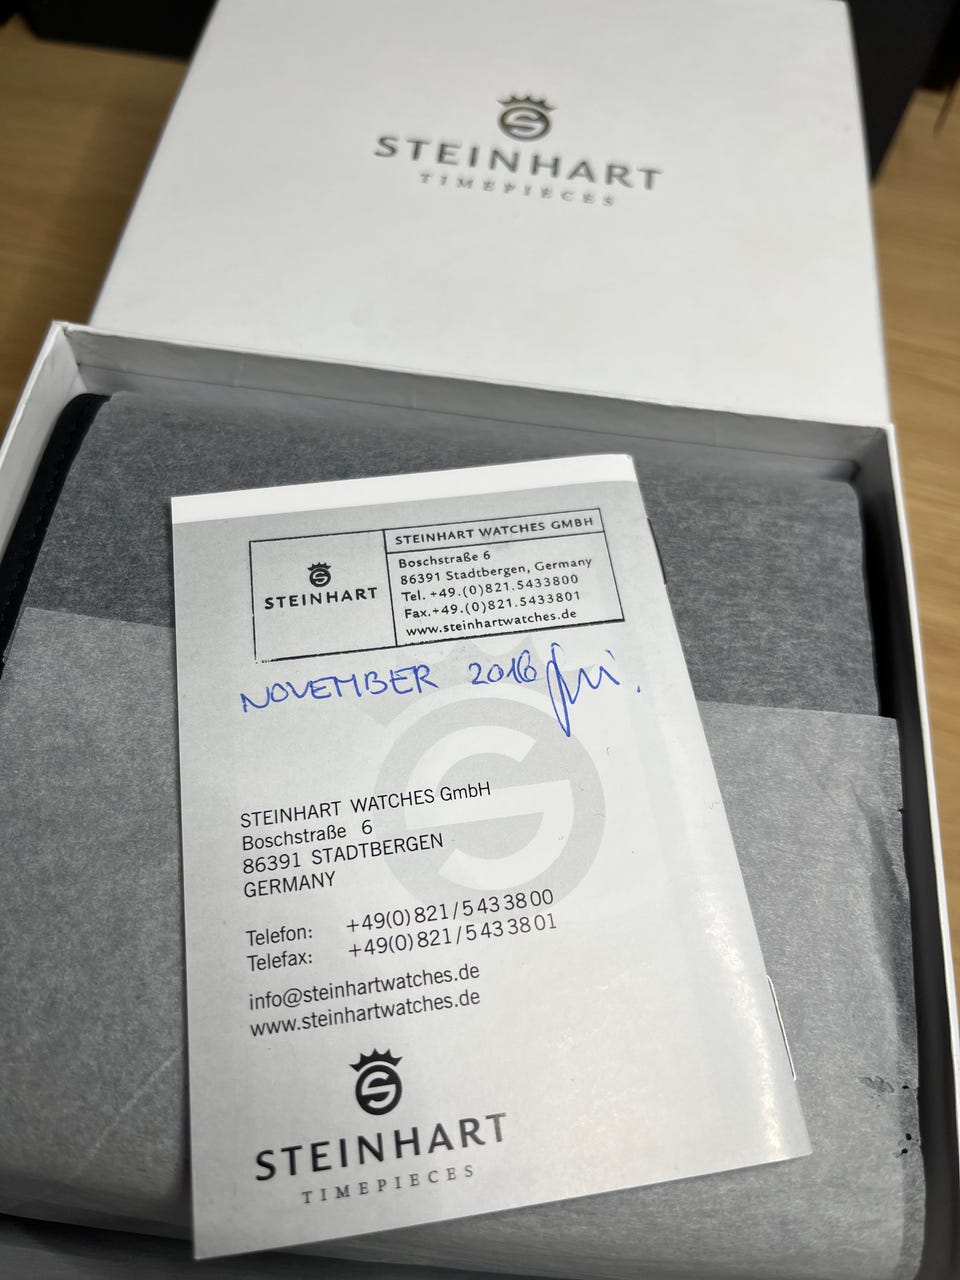 STEINHART
TIMEPIECES
STEINHART
STEINHART WATCHES GMBH
Boschstraße 6
86391 Stadtbergen, Germany
Tel. +49.(0)821.5433800
Fax.+49.(0)821.5433801
www.steinhartwatches.de
NOVEMBER 2016
STEINHART WATCHES GmbH
Boschstraße 6
86391 STADTBERGEN
GERMANY
Telefon: +49(0)821/5433800
Telefax: +49(0)821/5433801
info@steinhartwatches.de
www.steinhartwatches.de
STEINHART
TIMEPIECES